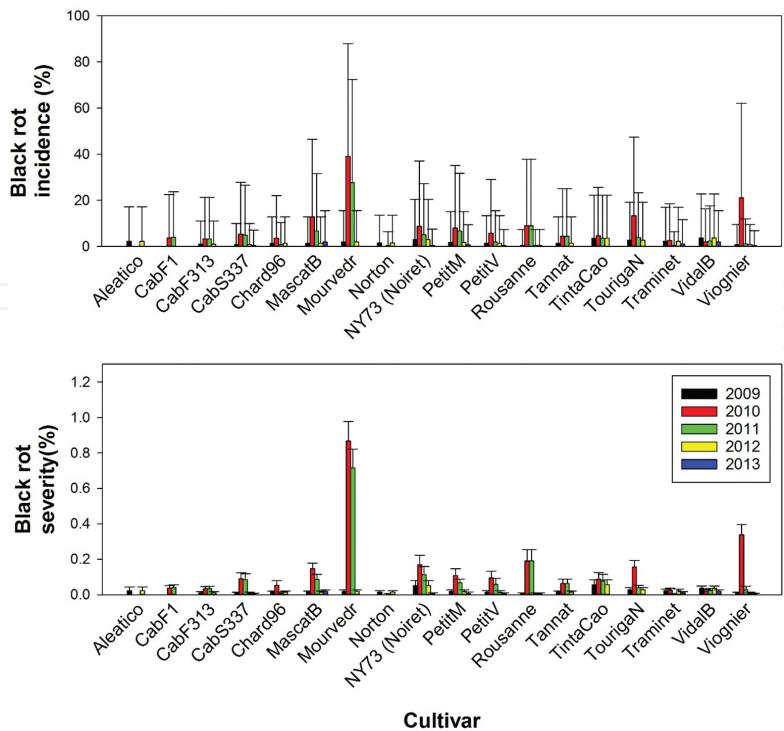 Black rot
incidence (%)
100
80
60
40
20
0
Aleatico
CabF1
CabF313
CabS337
Chard96
MascatB
Mourvedr
Norton
NY73 (Noiret)
PetitM
PetitV
Rousanne
Tannat
TintaCao
TourigaN
Traminet
VidalB
Viognier
Black rot
severity(%)
1.2
1.0
0.8
0.6
0.4
0.2
0.0
2009
2010
2011
2012
2013
Aleatico
CabF1
CabF313
CabS337
Chard96
MascatB
Mourvedr
Norton
NY73 (Noiret)
PetitM
PetitV
Rousanne
Tannat
TintaCao
TourigaN
Traminet
VidalB
Viognier
Cultivar